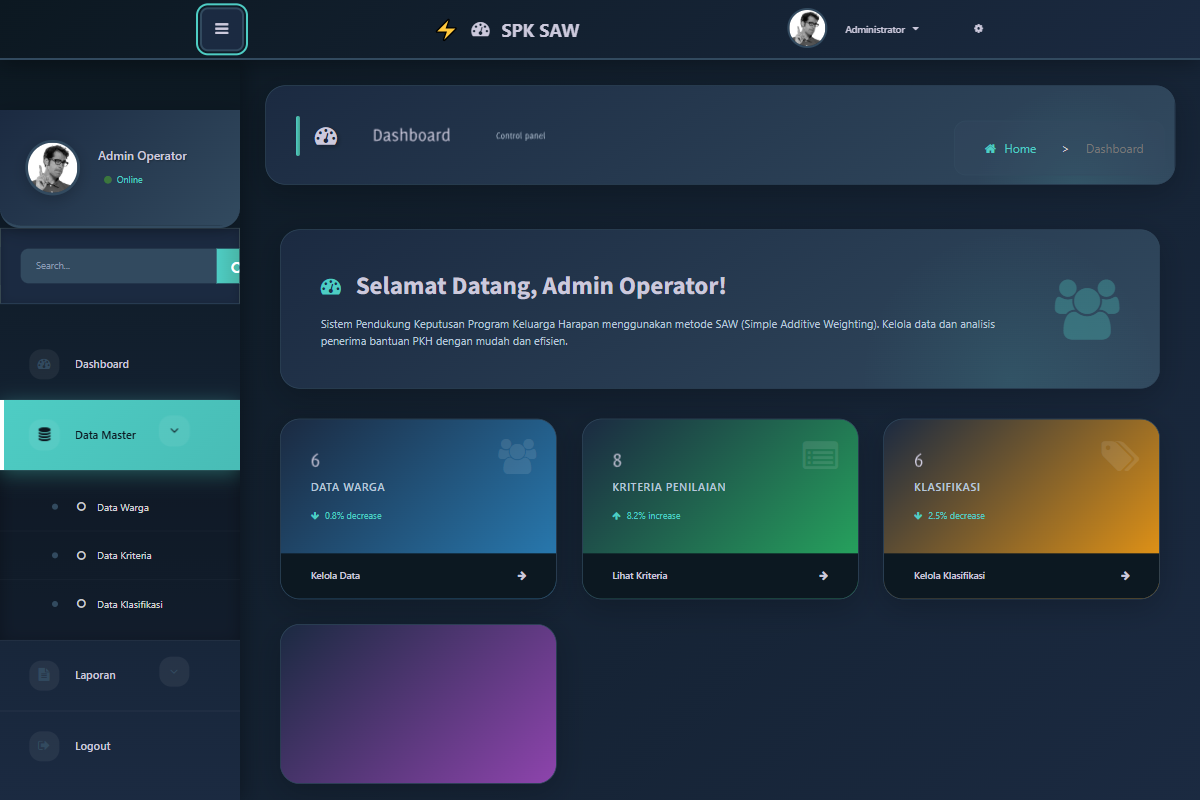 ⚡ SPK SAW
Administrator
Admin Operator
Online
Search...
Dashboard
Data Master
Data Warga
Data Kriteria
Data Klasifikasi
Laporan
Logout
Dashboard
Control panel
Home > Dashboard
Selamat Datang, Admin Operator!
Sistem Pendukung Keputusan Program Keluarga Harapan menggunakan metode SAW (Simple Additive Weighting). Kelola data dan analisis
penerima bantuan PKH dengan mudah dan efisien.
6
DATA WARGA
0.8% decrease
Kelola Data
8
KRITERIA PENILAIAN
8.2% increase
Lihat Kriteria
6
KLASIFIKASI
2.5% decrease
Kelola Klasifikasi